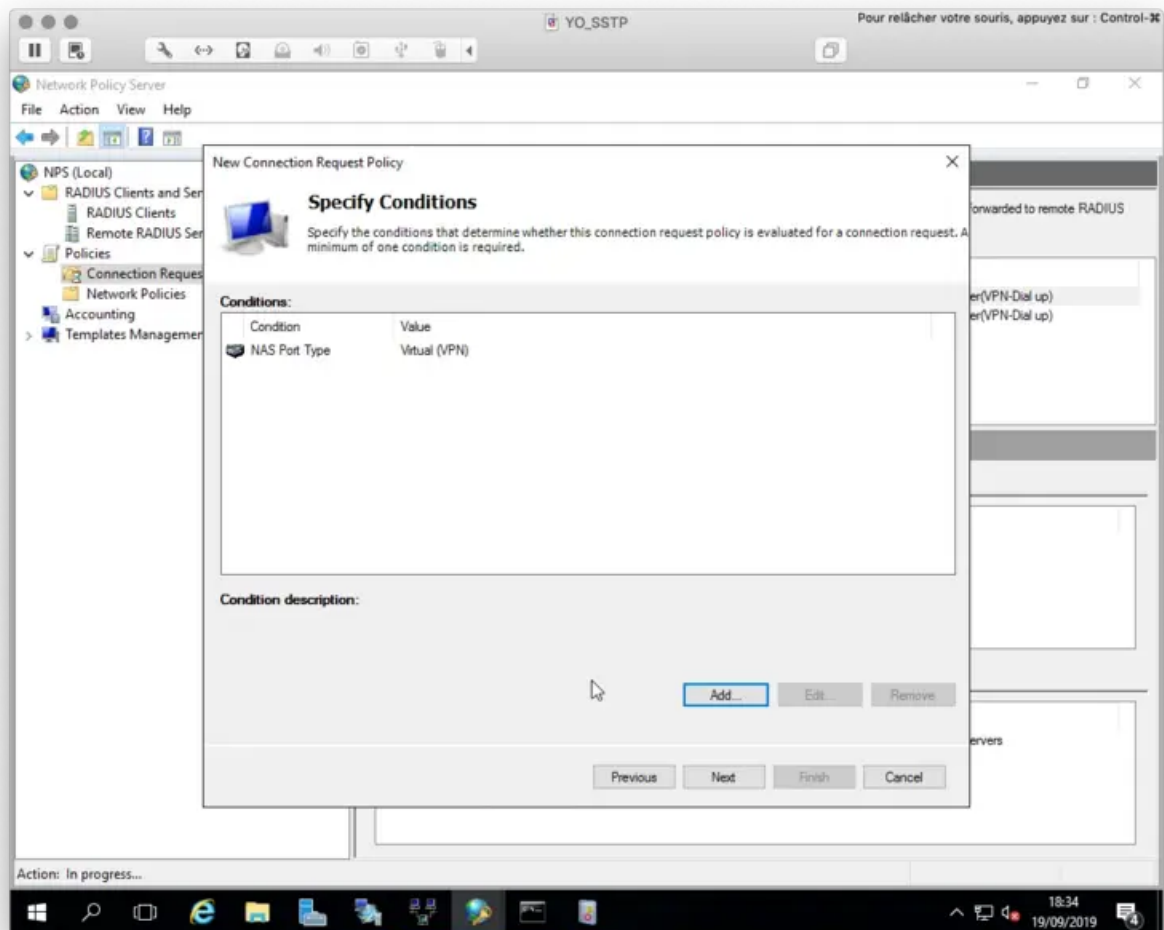 YO_SSTP
Pour relâcher votre souris, appuyez sur : Control-⌘
Network Policy Server
File Action View Help
NPS (Local)
RADIUS Clients and Ser
RADIUS Clients
Remote RADIUS Ser
Policies
Connection Reques
Network Policies
Accounting
Templates Managemer
New Connection Request Policy
Specify Conditions
Specify the conditions that determine whether this connection request policy is evaluated for a connection request. A
minimum of one condition is required.
Conditions:
Condition Value
NAS Port Type Virtual (VPN)
Condition description:
Add... Edit... Remove
Previous Next Finish Cancel
forwarded to remote RADIUS
er(VPN-Dial up)
er(VPN-Dial up)
ervers
Action: In progress...
18:34
19/09/2019
4